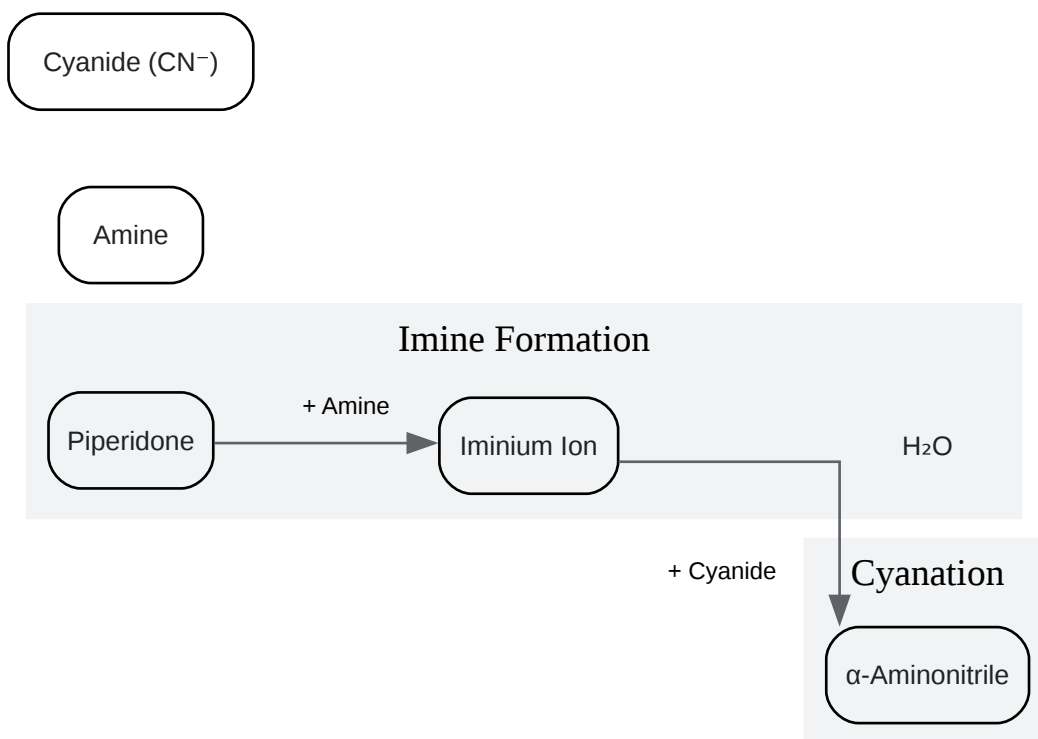 Cyanide (CN⁻)
Amine
Imine Formation
+ Amine
Piperidone
Iminium Ion
H₂O
+ Cyanide
Cyanation
α-Aminonitrile